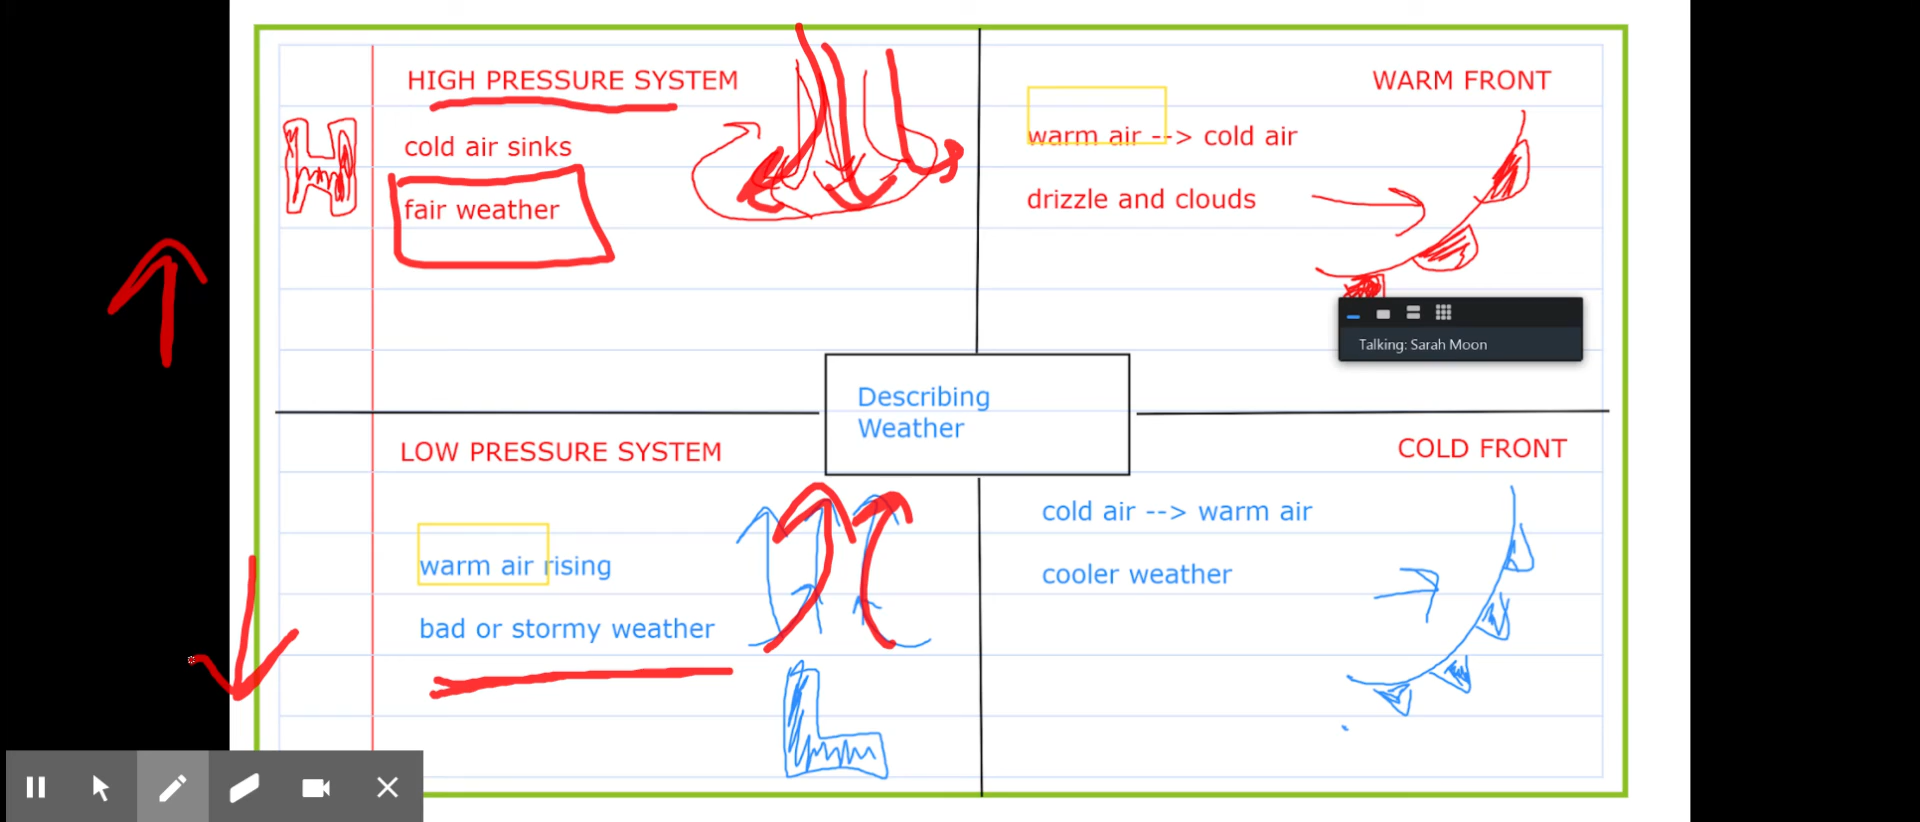 HIGH PRESSURE SYSTEM
cold air sinks
fair weather
H
WARM FRONT
warm air --> cold air
drizzle and clouds
Talking: Sarah Moon
Describing
Weather
LOW PRESSURE SYSTEM
warm air rising
bad or stormy weather
L
COLD FRONT
cold air --> warm air
cooler weather